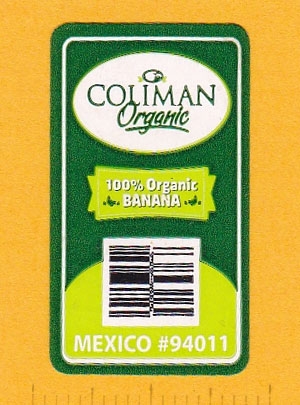 COLIMAN
Organic
100% Organic
BANANA
MEXICO #94011